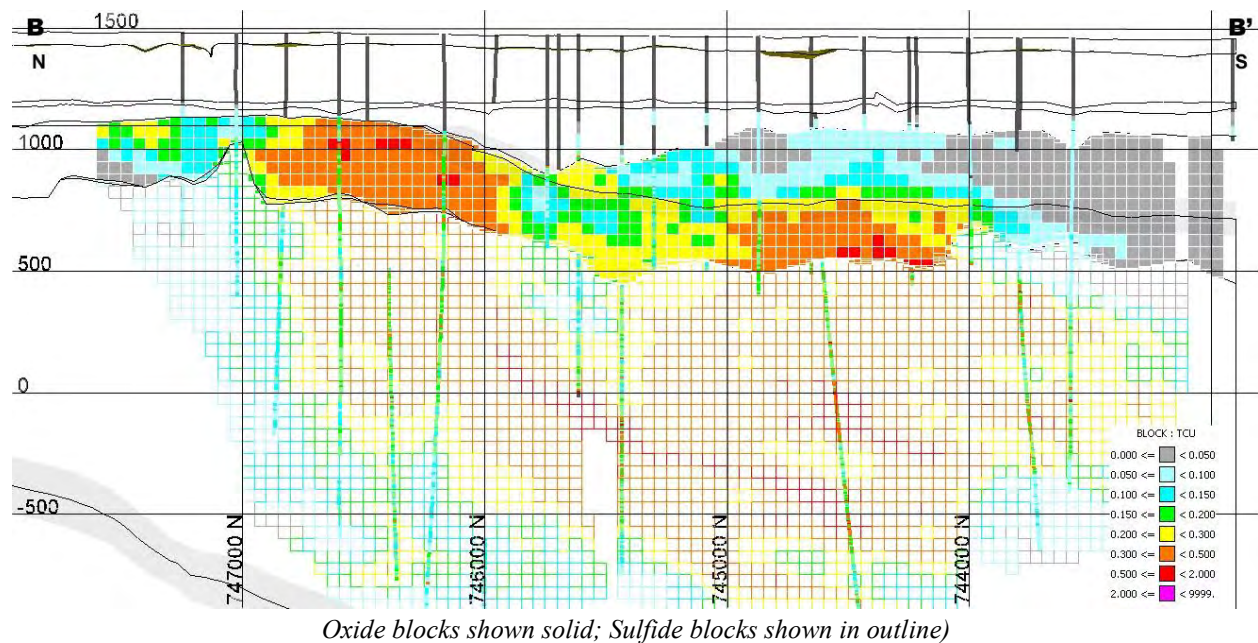 B
1500
B'
N
S
1000
500
0
-500
747000 N
746000 N
745000 N
744000 N
BLOCK : TCU
0.000 <= < 0.050
0.050 <= < 0.100
0.100 <= < 0.150
0.150 <= < 0.200
0.200 <= < 0.300
0.300 <= < 0.500
0.500 <= < 2.000
2.000 <= < 9999.
Oxide blocks shown solid; Sulfide blocks shown in outline)